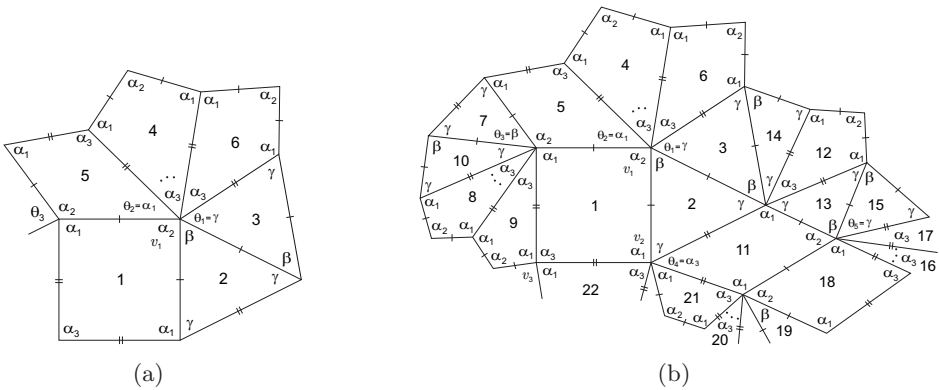 α₂
α₁ α₁ α₂
4
α₁ α₁
α₃ 6
α₁ α₁
5 ⋯ γ
α₃ α₃ 3
θ₃ α₂ θ₂=α₁ θ₁=γ
α₁ α₂ β
v₁ β
1 2 γ
α₃ α₁ γ
(a)
α₂
α₁ α₂
4
α₁ 6
α₁ α₃ α₁
γ 5 ⋯ γ β
7 α₃ α₃ 14 γ α₁
γ θ₃=β α₂ θ₂=α₁ θ₁=γ 3 12
β γ α₁ α₂ β α₁
10 ⋯ α₃ v₁ γ γ α₃ γ β
γ 8 α₃ 13 15
α₁ 9 1 2 α₁ β θ₅=γ γ
α₂ α₁ v₂ α₂ α₃ 17
α₁ γ 11 α₁ ⋯ α₃ 16
α₂ α₁ α₃ α₁ θ₄=α₃ α₃
v₃ α₁ α₃ α₁ α₁ 18
22 21 α₃ α₂
α₂ α₁ ⋯ β α₁
20 19
(b)